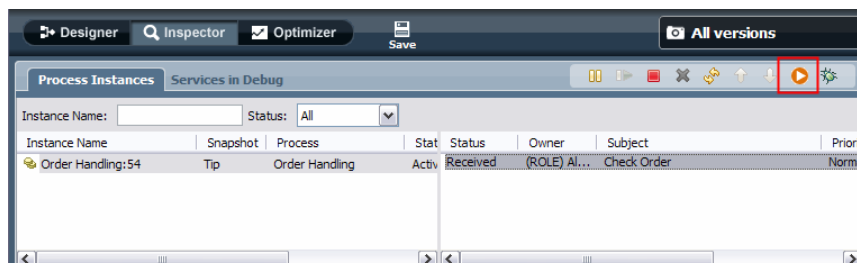 Designer Inspector Optimizer Save All versions
Process Instances Services in Debug
Instance Name: Status: All
Instance Name Snapshot Process Stat Status Owner Subject Prior
Order Handling:54 Tip Order Handling Activ Received (ROLE) Al... Check Order Norm